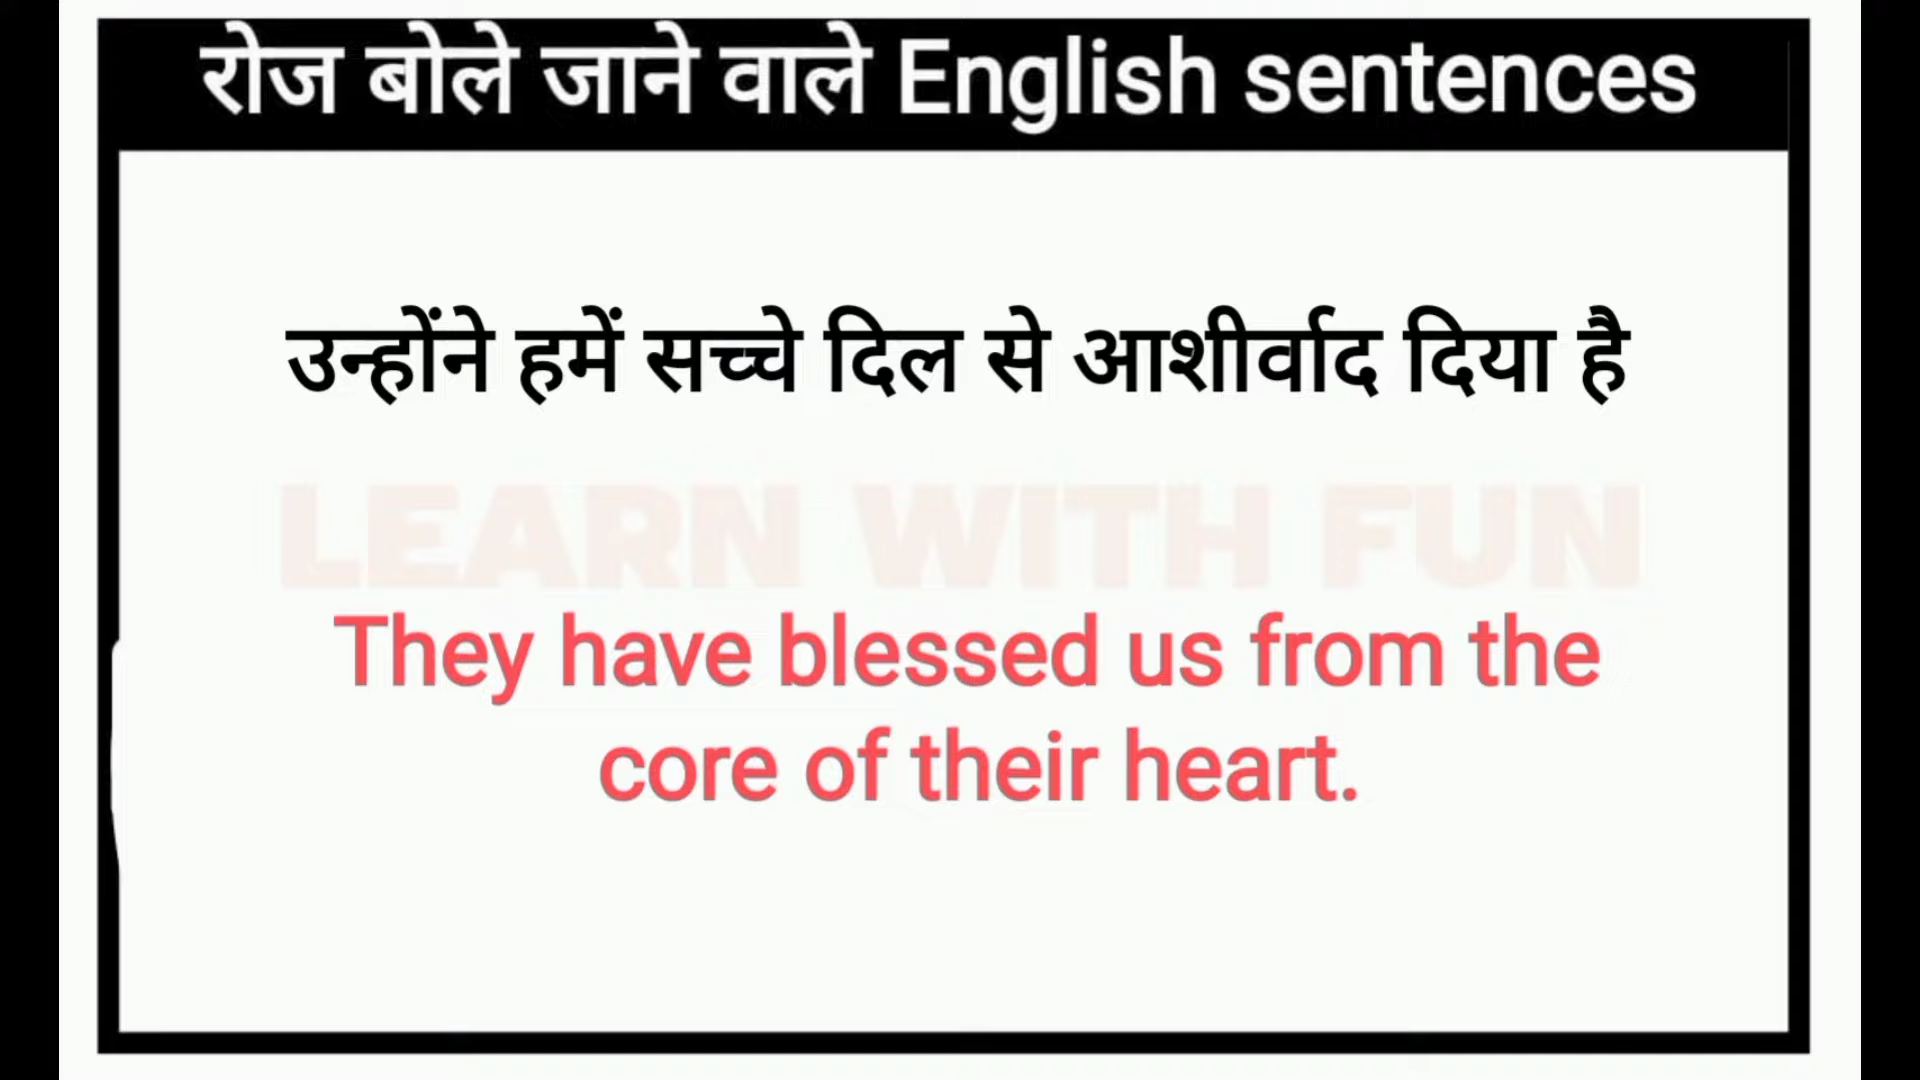 रोज बोले जाने वाले English sentences
उन्होंने हमें सच्चे दिल से आशीर्वाद दिया है
LEARN WITH FUN
They have blessed us from the
core of their heart.